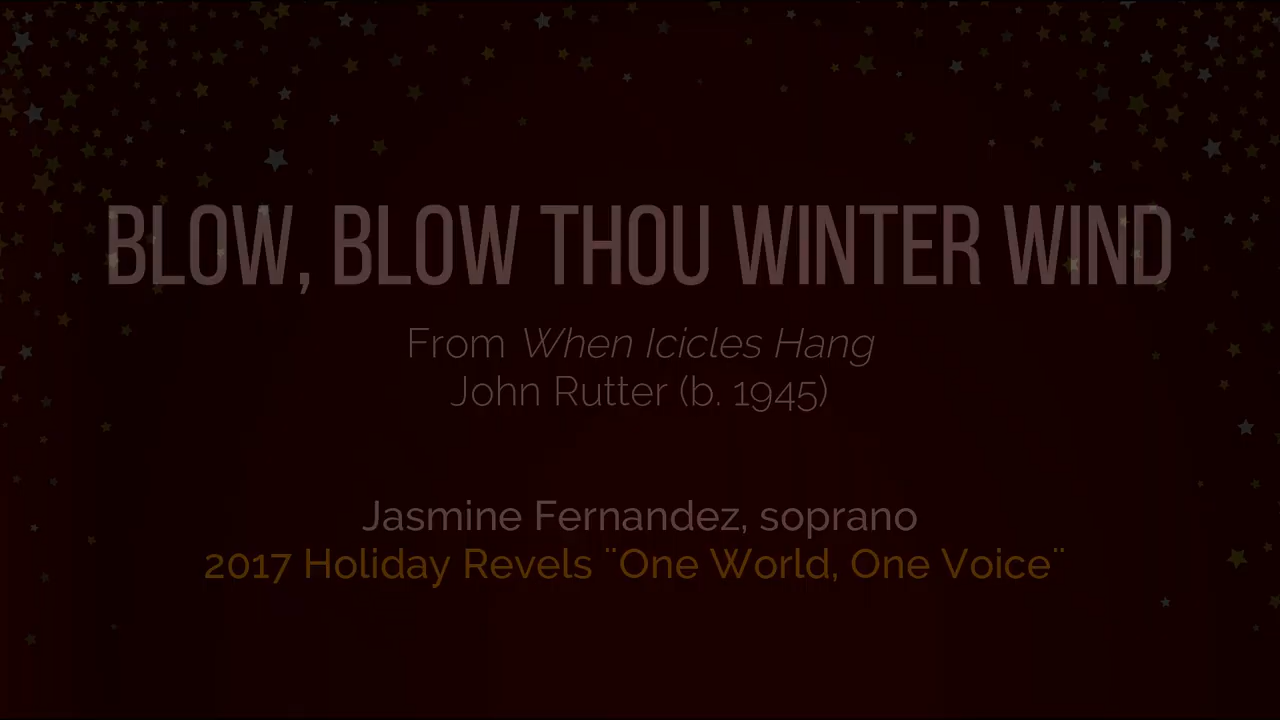 BLOW, BLOW THOU WINTER WIND
From When Icicles Hang
John Rutter (b. 1945)
Jasmine Fernandez, soprano
2017 Holiday Revels ¨One World, One Voice¨